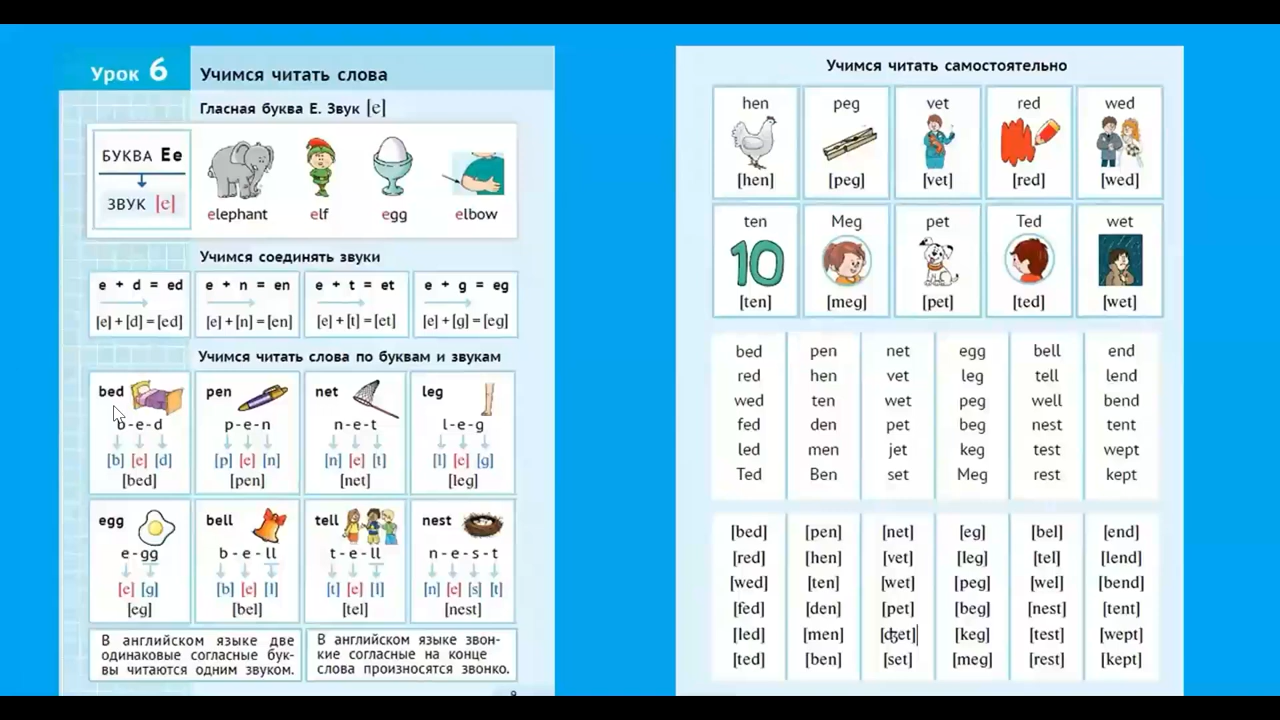 Урок 6 Учимся читать слова
Гласная буква Е. Звук [e]
БУКВА Ee
ЗВУК [e]
elephant elf egg elbow
Учимся соединять звуки
e + d = ed e + n = en e + t = et e + g = eg
[e]+[d]=[ed] [e]+[n]=[en] [e]+[t]=[et] [e]+[g]=[eg]
Учимся читать слова по буквам и звукам
bed pen net leg
b-e-d p-e-n n-e-t l-e-g
[b] [e] [d] [p] [e] [n] [n] [e] [t] [l] [e] [g]
[bed] [pen] [net] [leg]
egg bell tell nest
e-gg b-e-ll t-e-ll n-e-s-t
[e] [g] [b] [e] [l] [t] [e] [l] [n] [e] [s] [t]
[eg] [bel] [tel] [nest]
В английском языке две
одинаковые согласные бук-
вы читаются одним звуком.
В английском языке звон-
кие согласные на конце
слова произносятся звонко.
Учимся читать самостоятельно
hen peg vet red wed
[hen] [peg] [vet] [red] [wed]
ten Meg pet Ted wet
10
[ten] [meg] [pet] [ted] [wet]
bed pen net egg bell end
red hen vet leg tell lend
wed ten wet peg well bend
fed den pet beg nest tent
led men jet keg test wept
Ted Ben set Meg rest kept
[bed] [pen] [net] [eg] [bel] [end]
[red] [hen] [vet] [leg] [tel] [lend]
[wed] [ten] [wet] [peg] [wel] [bend]
[fed] [den] [pet] [beg] [nest] [tent]
[led] [men] [ʤet] [keg] [test] [wept]
[ted] [ben] [set] [meg] [rest] [kept]